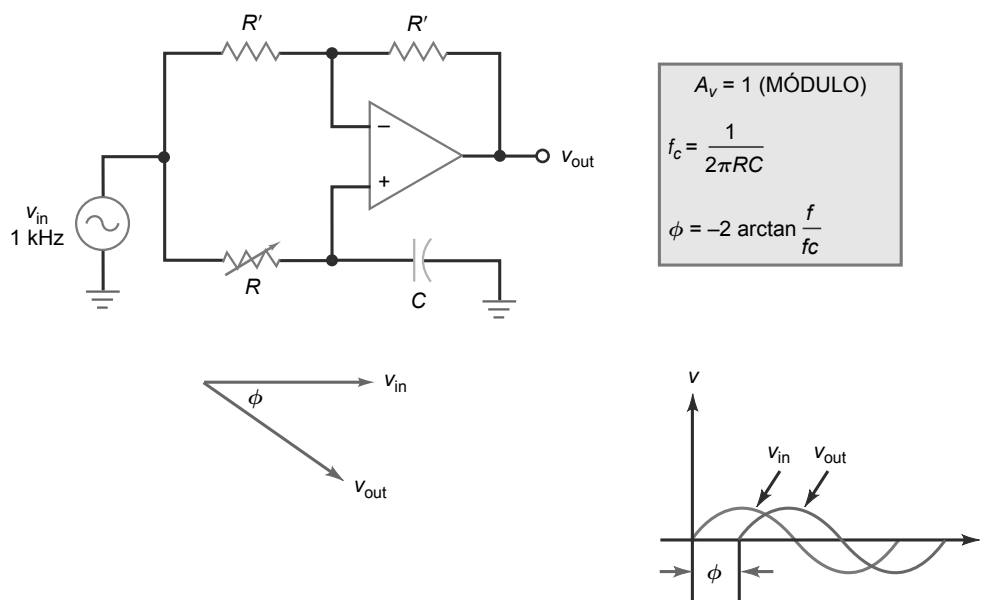 R′
R′
−
+
v_out
v_in
1 kHz
R
C
A_v = 1 (MÓDULO)
f_c = 1 / 2πRC
ϕ = –2 arctan f / fc
v_in
ϕ
v_out
v
v_in
v_out
ϕ